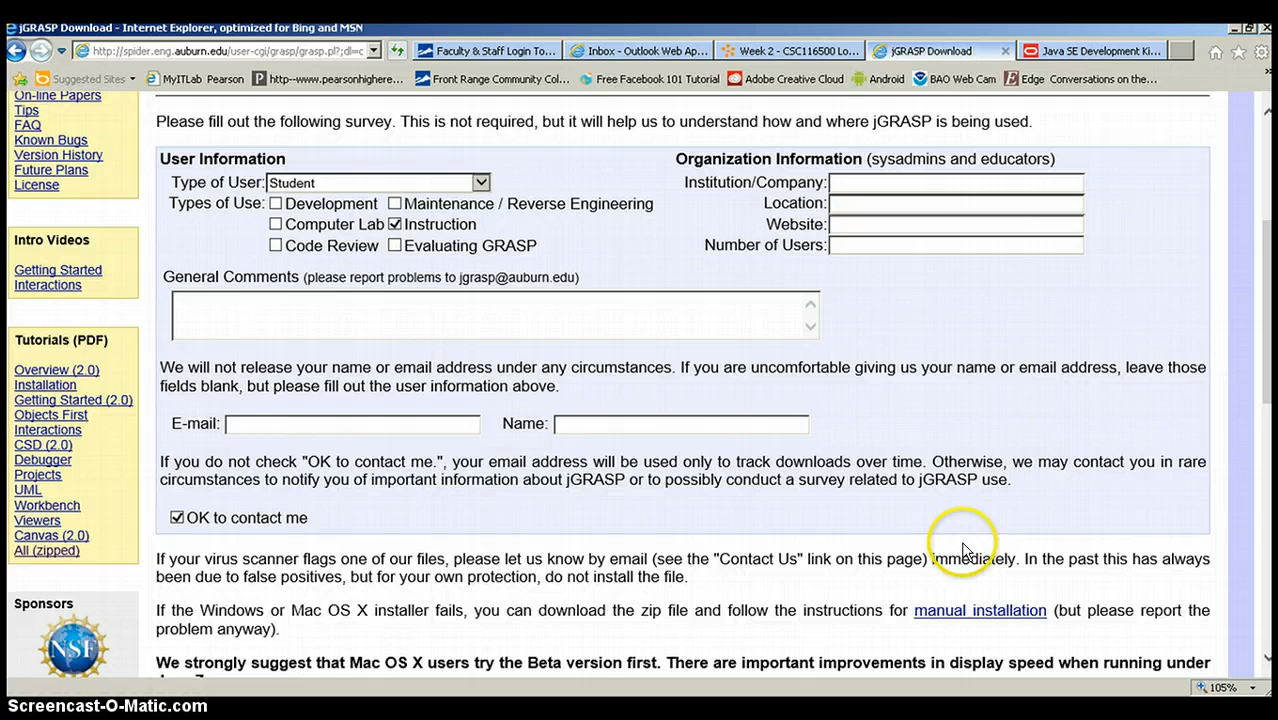 jGRASP Download - Internet Explorer, optimized for Bing and MSN
http://spider.eng.auburn.edu/user-cgi/grasp/grasp.pl?;dl=c
Faculty & Staff Login To...
Inbox - Outlook Web Ap...
Week 2 - CSC116500 Lo...
jGRASP Download
Java SE Development Ki...
Suggested Sites
MyITLab Pearson
http--www.pearsonhighere...
Front Range Community Col...
Free Facebook 101 Tutorial
Adobe Creative Cloud
Android
BAO Web Cam
Edge Conversations on the...
On-line Papers
Tips
FAQ
Known Bugs
Version History
Future Plans
License
Intro Videos
Getting Started
Interactions
Tutorials (PDF)
Overview (2.0)
Installation
Getting Started (2.0)
Objects First
Interactions
CSD (2.0)
Debugger
Projects
UML
Workbench
Viewers
Canvas (2.0)
All (zipped)
Sponsors
NSF
Please fill out the following survey. This is not required, but it will help us to understand how and where jGRASP is being used.
User Information
Type of User: Student
Types of Use: Development Maintenance / Reverse Engineering
Computer Lab Instruction
Code Review Evaluating GRASP
Organization Information (sysadmins and educators)
Institution/Company:
Location:
Website:
Number of Users:
General Comments (please report problems to jgrasp@auburn.edu)
We will not release your name or email address under any circumstances. If you are uncomfortable giving us your name or email address, leave those
fields blank, but please fill out the user information above.
E-mail: Name:
If you do not check "OK to contact me.", your email address will be used only to track downloads over time. Otherwise, we may contact you in rare
circumstances to notify you of important information about jGRASP or to possibly conduct a survey related to jGRASP use.
OK to contact me
If your virus scanner flags one of our files, please let us know by email (see the "Contact Us" link on this page) immediately. In the past this has always
been due to false positives, but for your own protection, do not install the file.
If the Windows or Mac OS X installer fails, you can download the zip file and follow the instructions for manual installation (but please report the
problem anyway).
We strongly suggest that Mac OS X users try the Beta version first. There are important improvements in display speed when running under
105%
Screencast-O-Matic.com